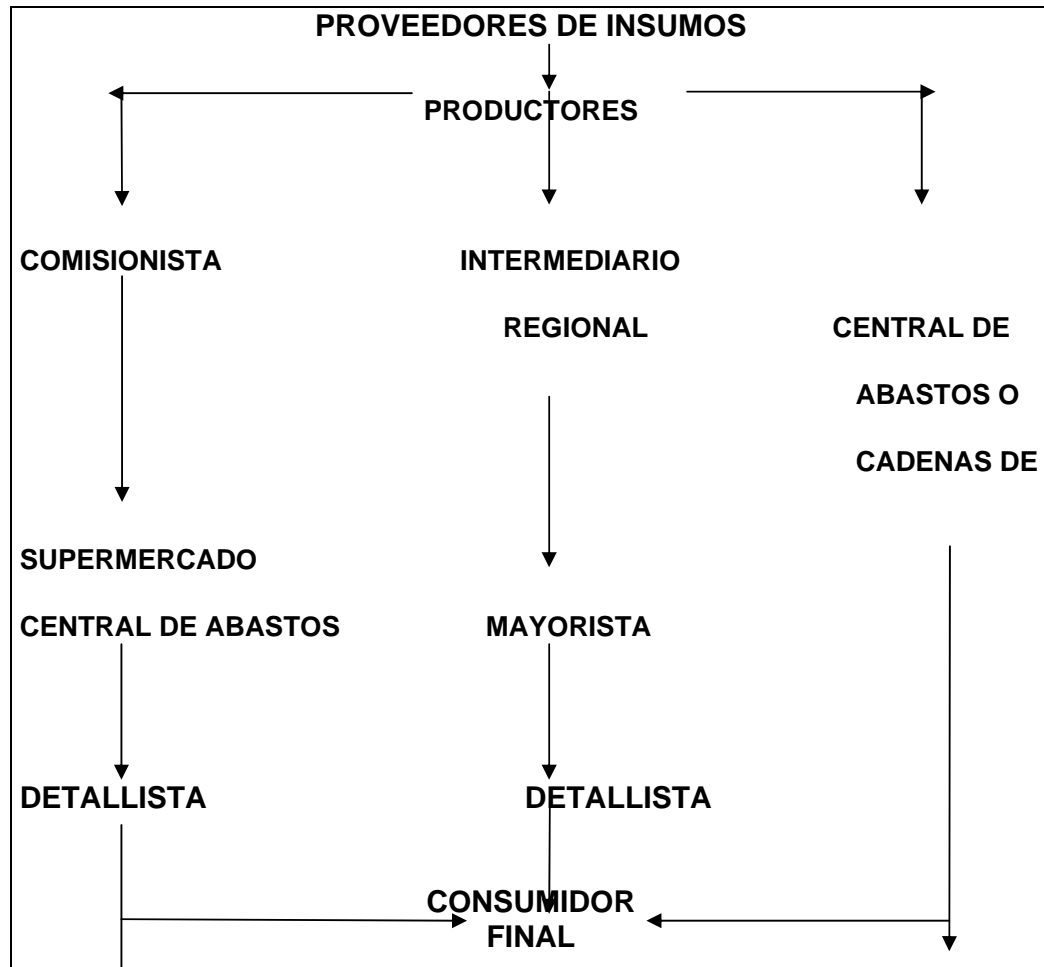 PROVEEDORES DE INSUMOS
PRODUCTORES
COMISIONISTA
INTERMEDIARIO
REGIONAL
CENTRAL DE
ABASTOS O
CADENAS DE
SUPERMERCADO
CENTRAL DE ABASTOS
MAYORISTA
DETALLISTA
DETALLISTA
CONSUMIDOR
FINAL